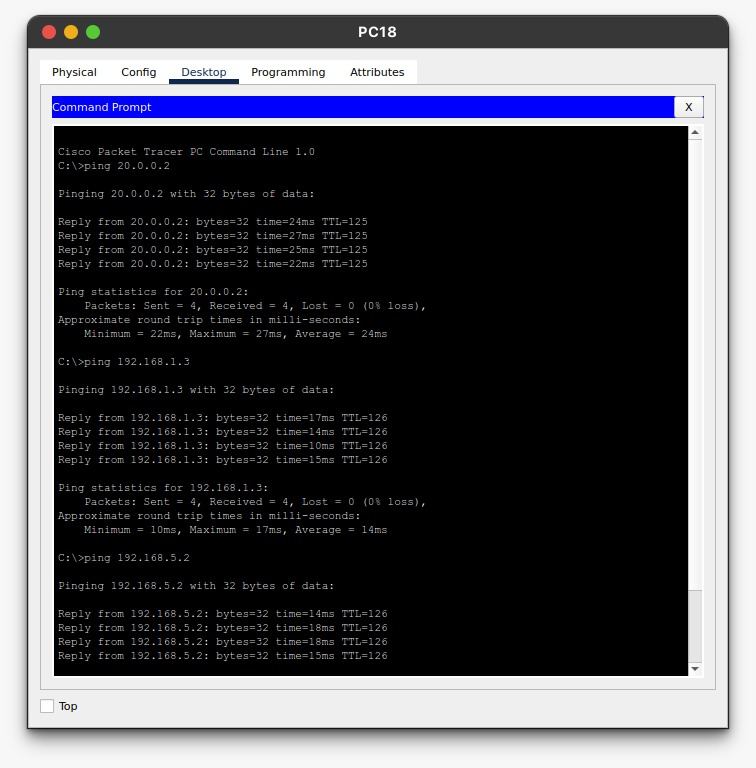 PC18
Physical Config Desktop Programming Attributes
Command Prompt X
Cisco Packet Tracer PC Command Line 1.0
C:\>ping 20.0.0.2
Pinging 20.0.0.2 with 32 bytes of data:
Reply from 20.0.0.2: bytes=32 time=24ms TTL=125
Reply from 20.0.0.2: bytes=32 time=27ms TTL=125
Reply from 20.0.0.2: bytes=32 time=25ms TTL=125
Reply from 20.0.0.2: bytes=32 time=22ms TTL=125
Ping statistics for 20.0.0.2:
Packets: Sent = 4, Received = 4, Lost = 0 (0% loss),
Approximate round trip times in milli-seconds:
Minimum = 22ms, Maximum = 27ms, Average = 24ms
C:\>ping 192.168.1.3
Pinging 192.168.1.3 with 32 bytes of data:
Reply from 192.168.1.3: bytes=32 time=17ms TTL=126
Reply from 192.168.1.3: bytes=32 time=14ms TTL=126
Reply from 192.168.1.3: bytes=32 time=10ms TTL=126
Reply from 192.168.1.3: bytes=32 time=15ms TTL=126
Ping statistics for 192.168.1.3:
Packets: Sent = 4, Received = 4, Lost = 0 (0% loss),
Approximate round trip times in milli-seconds:
Minimum = 10ms, Maximum = 17ms, Average = 14ms
C:\>ping 192.168.5.2
Pinging 192.168.5.2 with 32 bytes of data:
Reply from 192.168.5.2: bytes=32 time=14ms TTL=126
Reply from 192.168.5.2: bytes=32 time=18ms TTL=126
Reply from 192.168.5.2: bytes=32 time=18ms TTL=126
Reply from 192.168.5.2: bytes=32 time=15ms TTL=126
Top